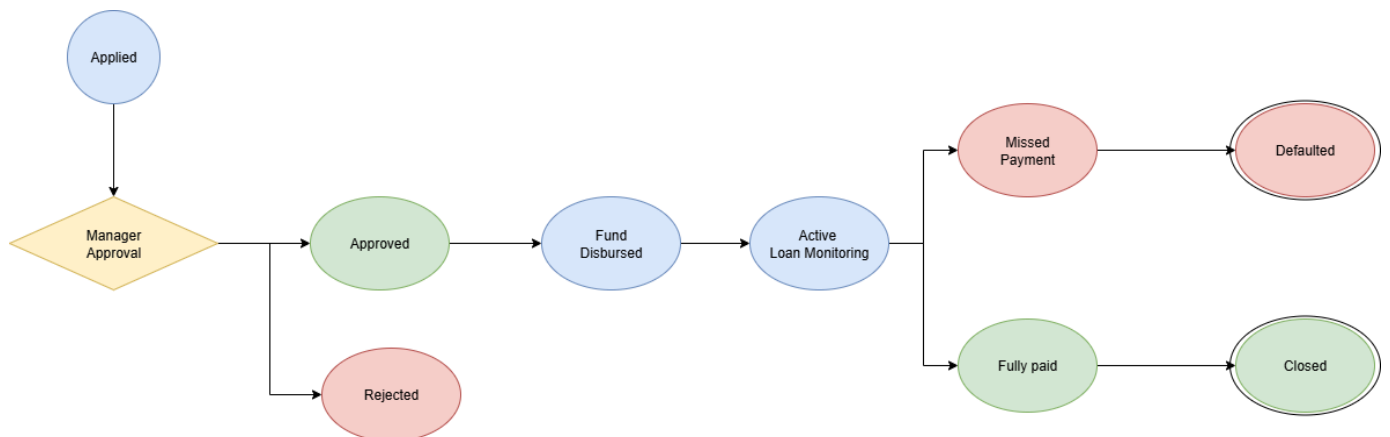 Applied
Manager
Approval
Approved
Fund
Disbursed
Active
Loan Monitoring
Missed
Payment
Defaulted
Rejected
Fully paid
Closed